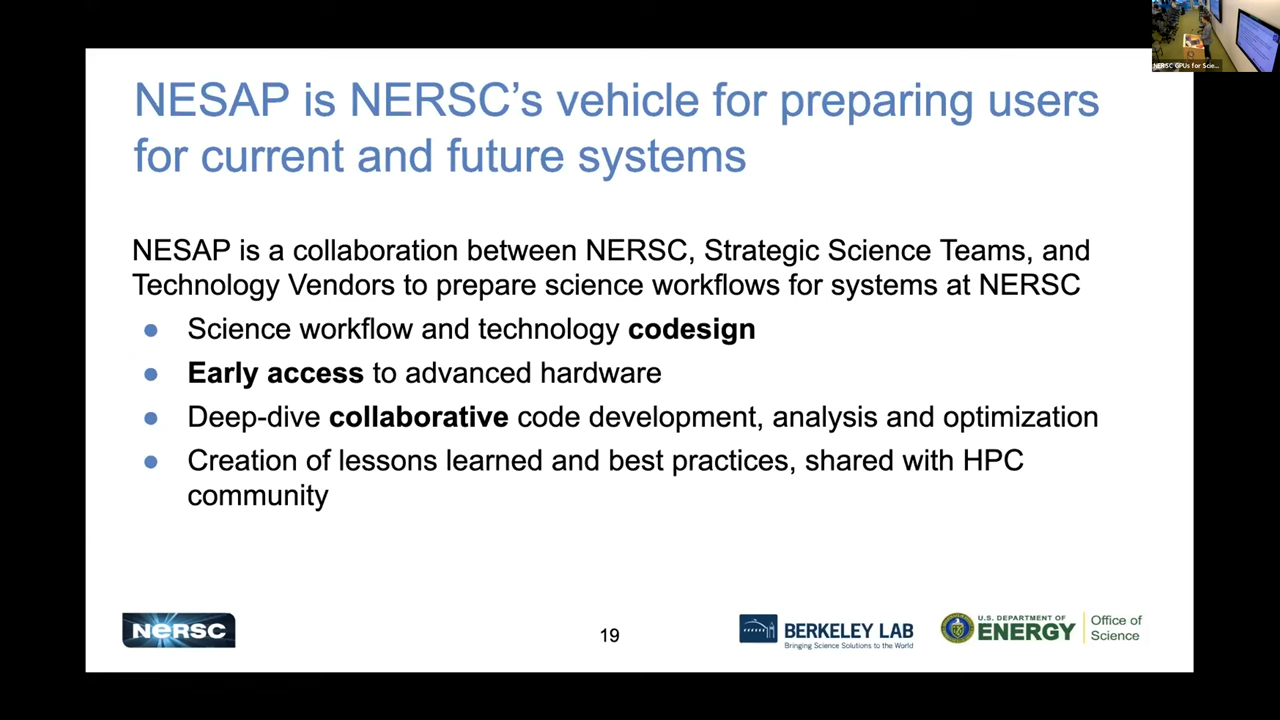 NERSC GPUs for Scie...
NESAP is NERSC's vehicle for preparing users
for current and future systems
NESAP is a collaboration between NERSC, Strategic Science Teams, and
Technology Vendors to prepare science workflows for systems at NERSC
● Science workflow and technology codesign
● Early access to advanced hardware
● Deep-dive collaborative code development, analysis and optimization
● Creation of lessons learned and best practices, shared with HPC
community
NERSC
19
BERKELEY LAB
Bringing Science Solutions to the World
U.S. DEPARTMENT OF
ENERGY
Office of
Science